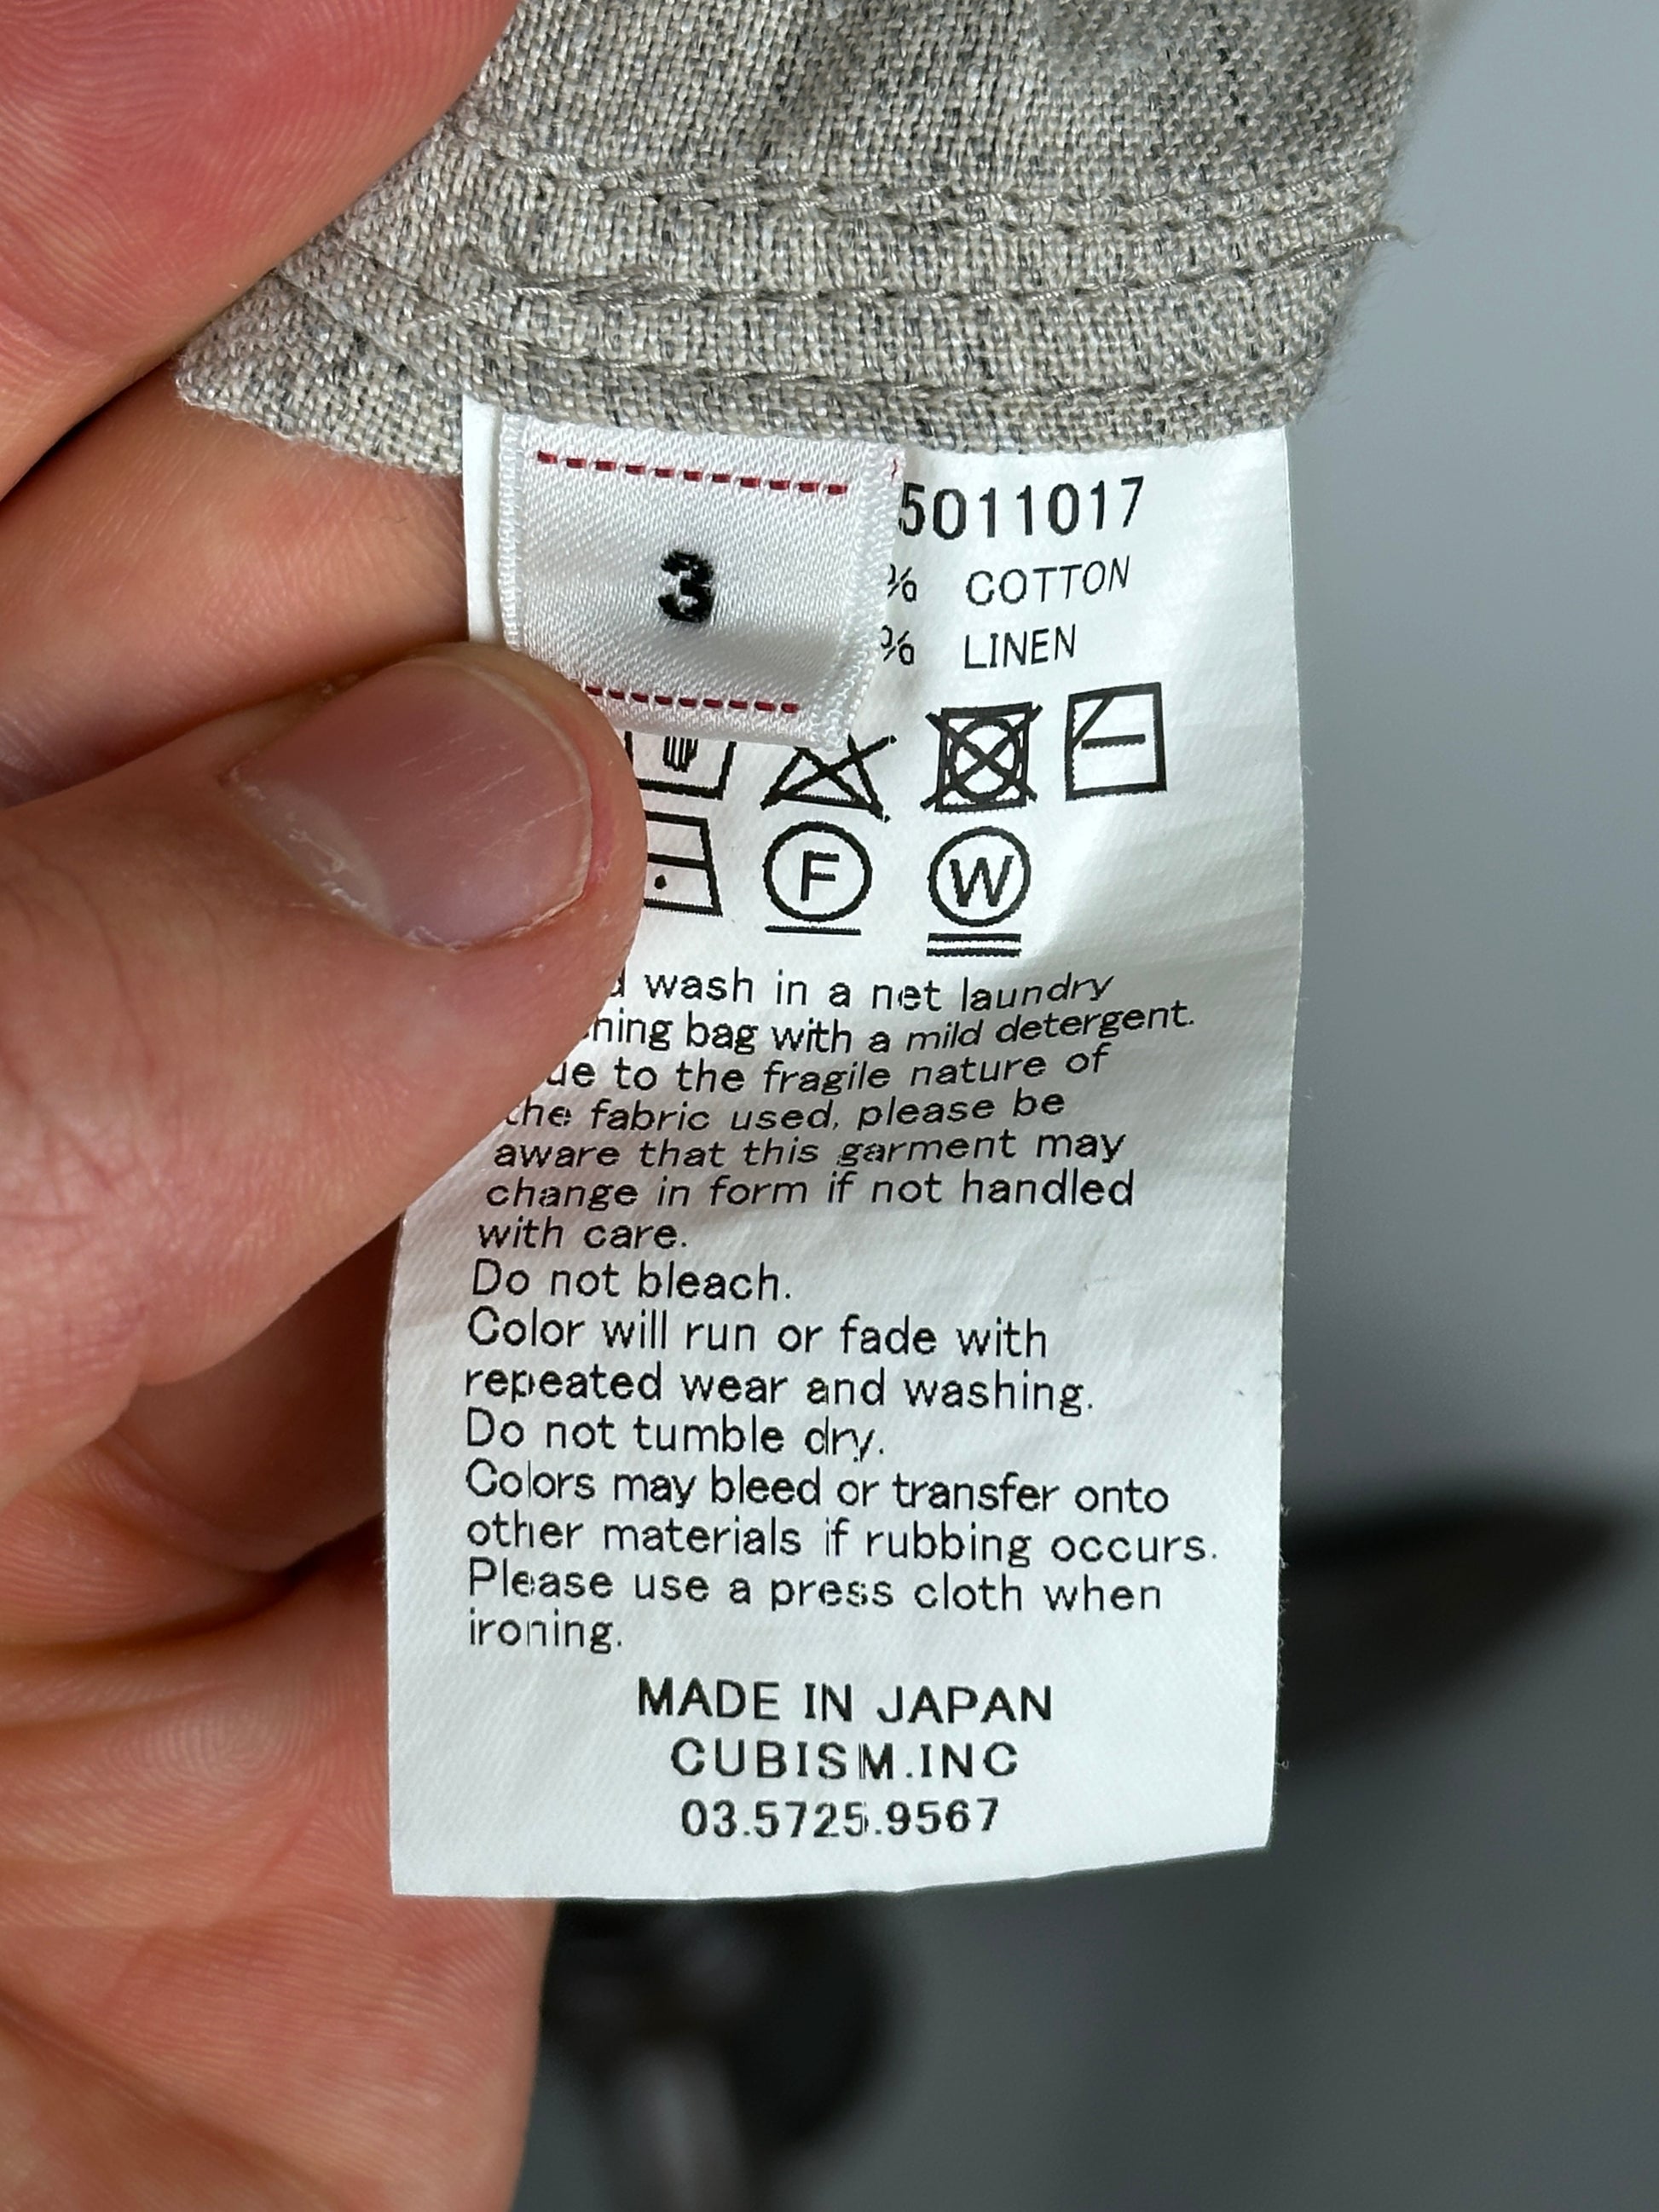 3
5011017
% COTTON
% LINEN
F W
wash in a net laundry
bag with a mild detergent.
to the fragile nature of
the fabric used, please be
aware that this garment may
change in form if not handled
with care.
Do not bleach.
Color will run or fade with
repeated wear and washing.
Do not tumble dry.
Colors may bleed or transfer onto
other materials if rubbing occurs.
Please use a press cloth when
ironing.
MADE IN JAPAN
CUBISM.INC
03.5725.9567